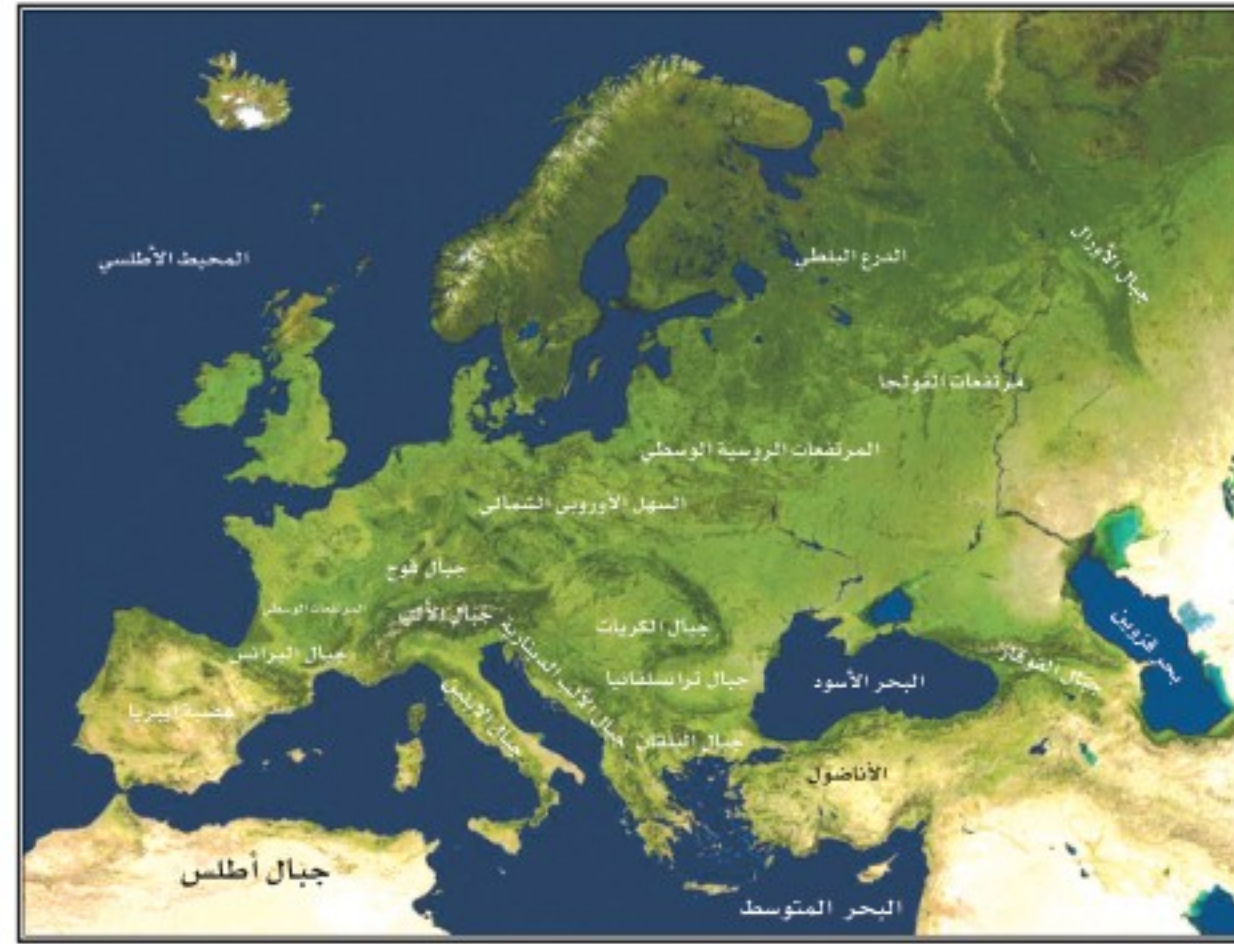 المحيط الأطلسي
الدرع البلطي
جبال الأورال
مرتفعات الفولجا
المرتفعات الروسية الوسطى
السهل الأوروبي الشمالي
جبال فوج
المرتفعات الوسطى
جبال الألب
جبال الكربات
جبال البرانس
جبال الألب الدينارية
جبال ترانسلفانيا
البحر الأسود
جبال القوقاز
بحر قزوين
هضبة ايبريا
جبال الابنين
جبال البلقان
الأناضول
جبال أطلس
البحر المتوسط